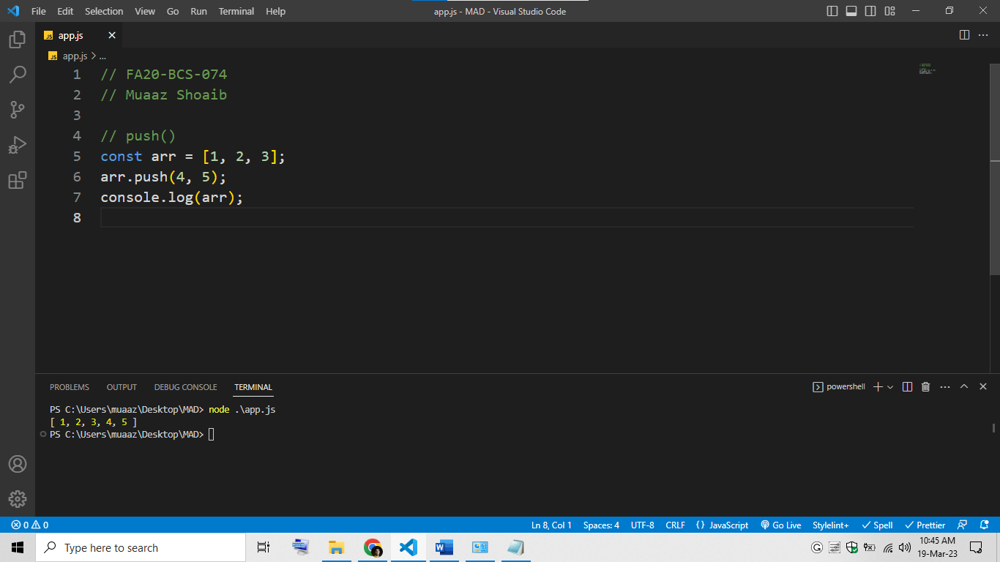 File Edit Selection View Go Run Terminal Help
app.js - MAD - Visual Studio Code
JS app.js
JS app.js > ...
1 // FA20-BCS-074
2 // Muaaz Shoaib
3
4 // push()
5 const arr = [1, 2, 3];
6 arr.push(4, 5);
7 console.log(arr);
8
PROBLEMS OUTPUT DEBUG CONSOLE TERMINAL
powershell
PS C:\Users\muaaz\Desktop\MAD> node .\app.js
[ 1, 2, 3, 4, 5 ]
PS C:\Users\muaaz\Desktop\MAD>
0 0
Ln 8, Col 1 Spaces: 4 UTF-8 CRLF {} JavaScript Go Live Stylelint+ Spell Prettier
Type here to search
10:45 AM
19-Mar-23